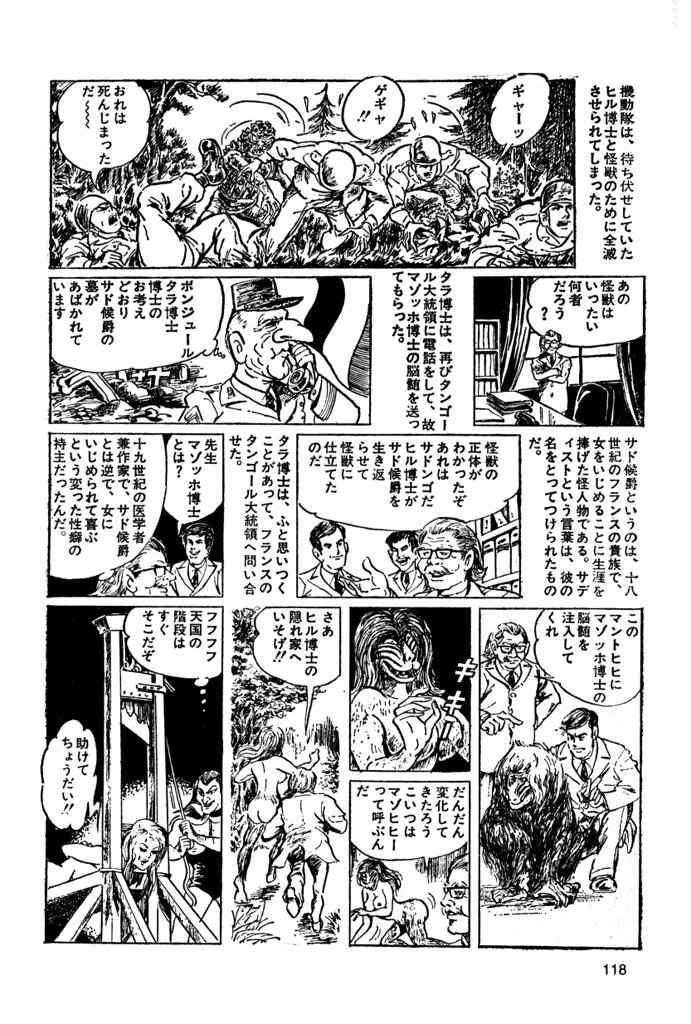 機動隊は、待ち伏せしていた
ヒル博士と怪獣のために全滅
させられてしまった。
ギャーッ
ゲギャ
!!
おれは
死んじまった
だ〜〜〜
あの
怪獣は
いったい
何者
だろう
?
タラ博士は、再びタンゴー
ル大統領に電話をして、故
マゾッホ博士の脳髄を送っ
てもらった。
ボンジュール
タラ博士
博士の
お考え
どおり
サド候爵の
墓が
あばかれて
います
サド候爵というのは、十八
世紀のフランスの貴族で、
女をいじめることに生涯を
捧げた怪人物である。サデ
ィストという言葉は、彼の
名をとってつけられたもの
だ。
怪獣の
正体が
わかったぞ
あれは
サドンゴだ
ヒル博士が
サド候爵を
生き返
らせて
怪獣に
仕立てた
のだ
タラ博士は、ふと思いつく
ことがあって、フランスの
タンゴール大統領へ問い合
せた。
先生
マゾッホ博士
とは?
十九世紀の医学者
兼作家で、サド候爵
とは逆で、女に
いじめられて喜ぶ
という変った性癖の
持主だったんだ。
この
マントヒヒに
マゾッホ博士の
脳髄を
注入して
くれ
キキーー
だんだん
変化して
きたろう
こいつは
マゾヒヒー
って呼ぶん
だ
さあ
ヒル博士の
隠れ家へ
いそげ!!
フフフフ
天国の
階段は
すぐ
そこだぞ
助けて
ちょうだい!!
118